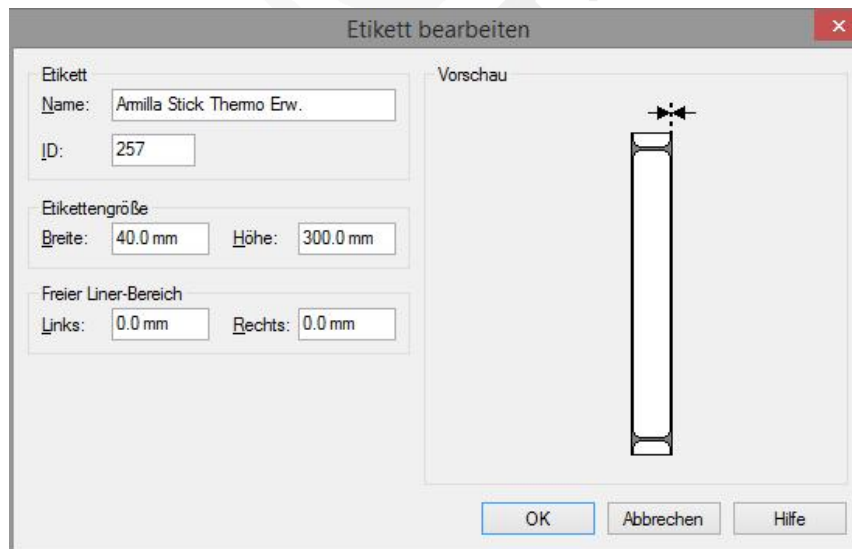 Etikett bearbeiten
Etikett
Name: Amilla Stick Thermo Erw.
ID: 257
Etikettengröße
Breite: 40.0 mm Höhe: 300.0 mm
Freier Liner-Bereich
Links: 0.0 mm Rechts: 0.0 mm
Vorschau
OK Abbrechen Hilfe